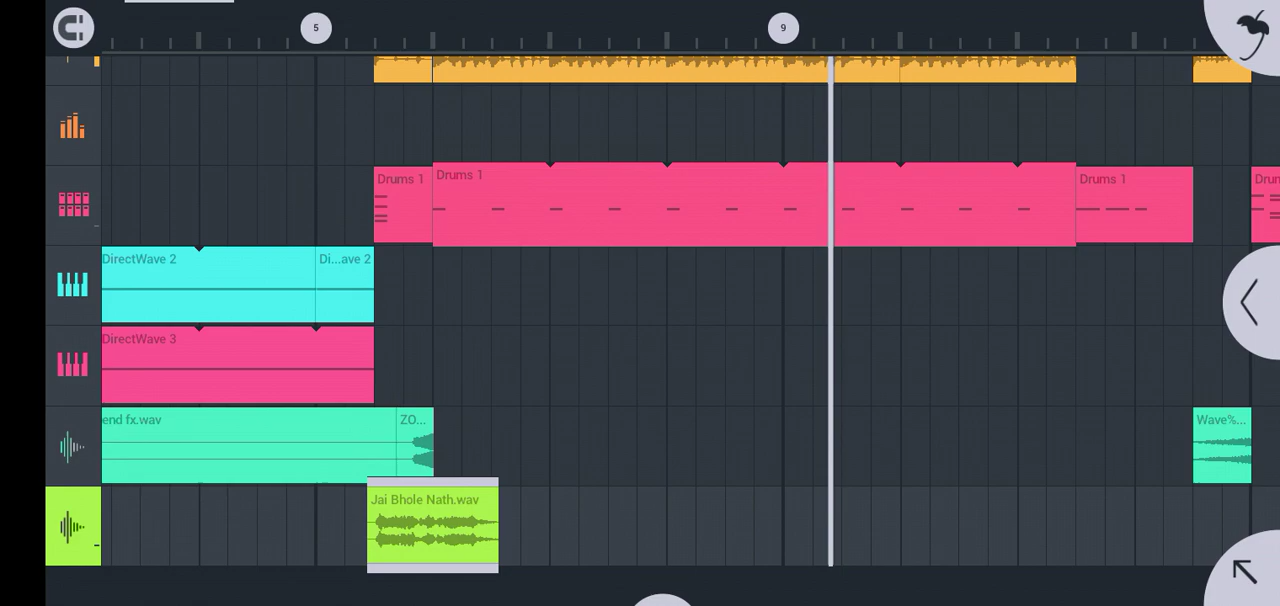 5
9
Drums 1
Drums 1
Drums 1
Drun
DirectWave 2
Di...ave 2
DirectWave 3
end fx.wav
ZO...
Wave%...
Jai Bhole Nath.wav